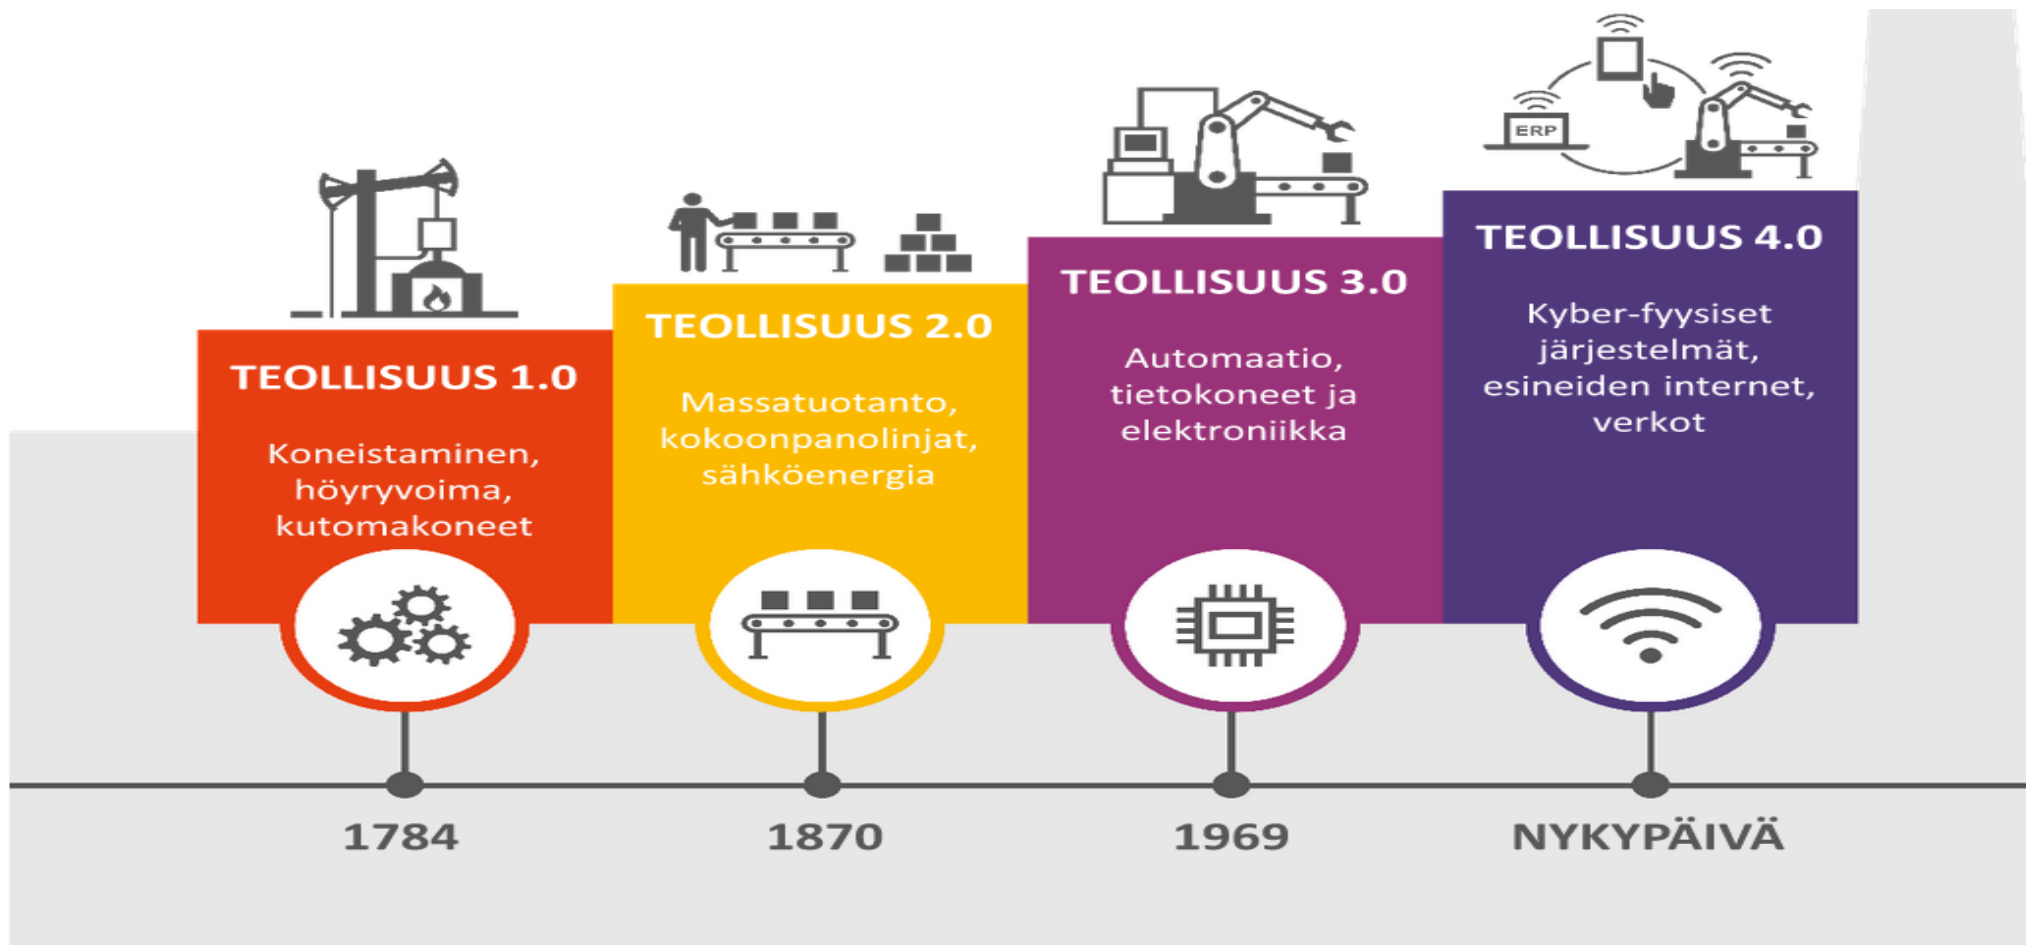 ERP
TEOLLISUUS 1.0
Koneistaminen,
höyryvoima,
kutomakoneet
TEOLLISUUS 2.0
Massatuotanto,
kokoonpanolinjat,
sähköenergia
TEOLLISUUS 3.0
Automaatio,
tietokoneet ja
elektroniikka
TEOLLISUUS 4.0
Kyber-fyysiset
järjestelmät,
esineiden internet,
verkot
1784
1870
1969
NYKYPÄIVÄ